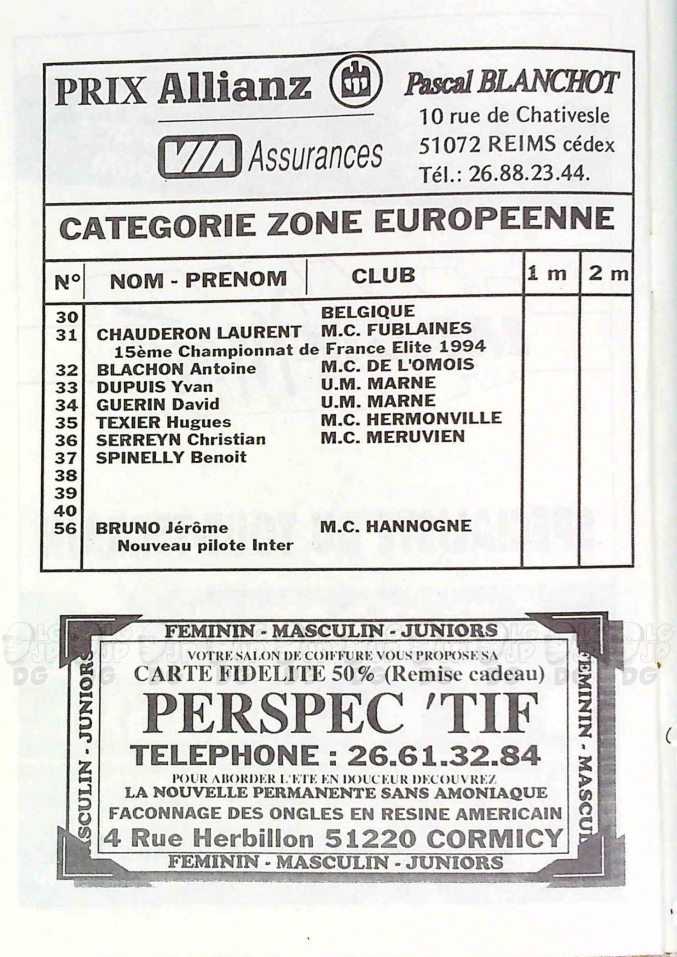 PRIX Allianz
VIA Assurances
Pascal BLANCHOT
10 rue de Chativesle
51072 REIMS cédex
Tél.: 26.88.23.44.
CATEGORIE ZONE EUROPEENNE
N° NOM - PRENOM CLUB 1 m 2 m
30 BELGIQUE
31 CHAUDERON LAURENT M.C. FUBLAINES
15ème Championnat de France Elite 1994
32 BLACHON Antoine M.C. DE L'OMOIS
33 DUPUIS Yvan U.M. MARNE
34 GUERIN David U.M. MARNE
35 TEXIER Hugues M.C. HERMONVILLE
36 SERREYN Christian M.C. MERUVIEN
37 SPINELLY Benoit
38
39
40
56 BRUNO Jérôme M.C. HANNOGNE
Nouveau pilote Inter
FEMININ - MASCULIN - JUNIORS
VOTRE SALON DE COIFFURE VOUS PROPOSE SA
CARTE FIDELITE 50% (Remise cadeau)
PERSPEC 'TIF
TELEPHONE : 26.61.32.84
POUR ABORDER L'ETE EN DOUCEUR DECOUVREZ
LA NOUVELLE PERMANENTE SANS AMONIAQUE
FACONNAGE DES ONGLES EN RESINE AMERICAIN
4 Rue Herbillon 51220 CORMICY
FEMININ - MASCULIN - JUNIORS
ASCULIN - JUNIORS
FEMININ - MASCUL